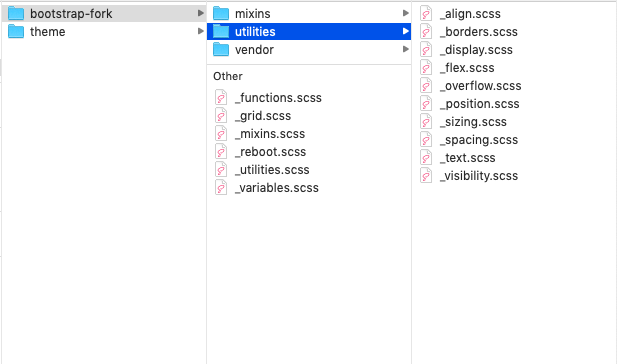 bootstrap-fork
theme
mixins
utilities
vendor
Other
_functions.scss
_grid.scss
_mixins.scss
_reboot.scss
_utilities.scss
_variables.scss
_align.scss
_borders.scss
_display.scss
_flex.scss
_overflow.scss
_position.scss
_sizing.scss
_spacing.scss
_text.scss
_visibility.scss